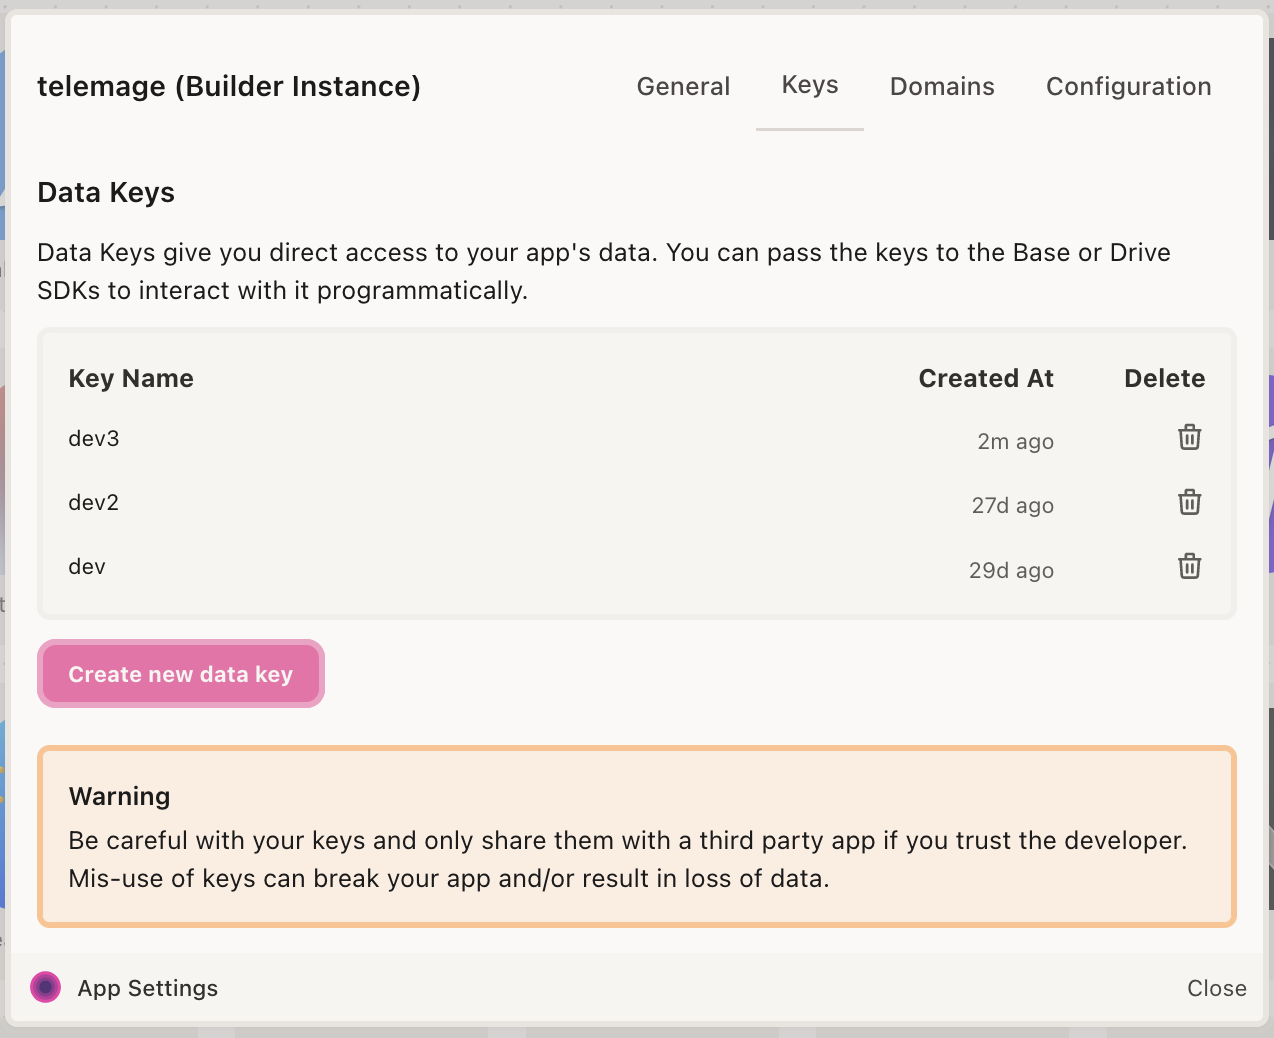 telemage (Builder Instance)
General
Keys
Domains
Configuration
Data Keys
Data Keys give you direct access to your app's data. You can pass the keys to the Base or Drive
SDKs to interact with it programmatically.
Key Name
Created At
Delete
dev3
2m ago
dev2
27d ago
dev
29d ago
Create new data key
Warning
Be careful with your keys and only share them with a third party app if you trust the developer.
Mis-use of keys can break your app and/or result in loss of data.
App Settings
Close